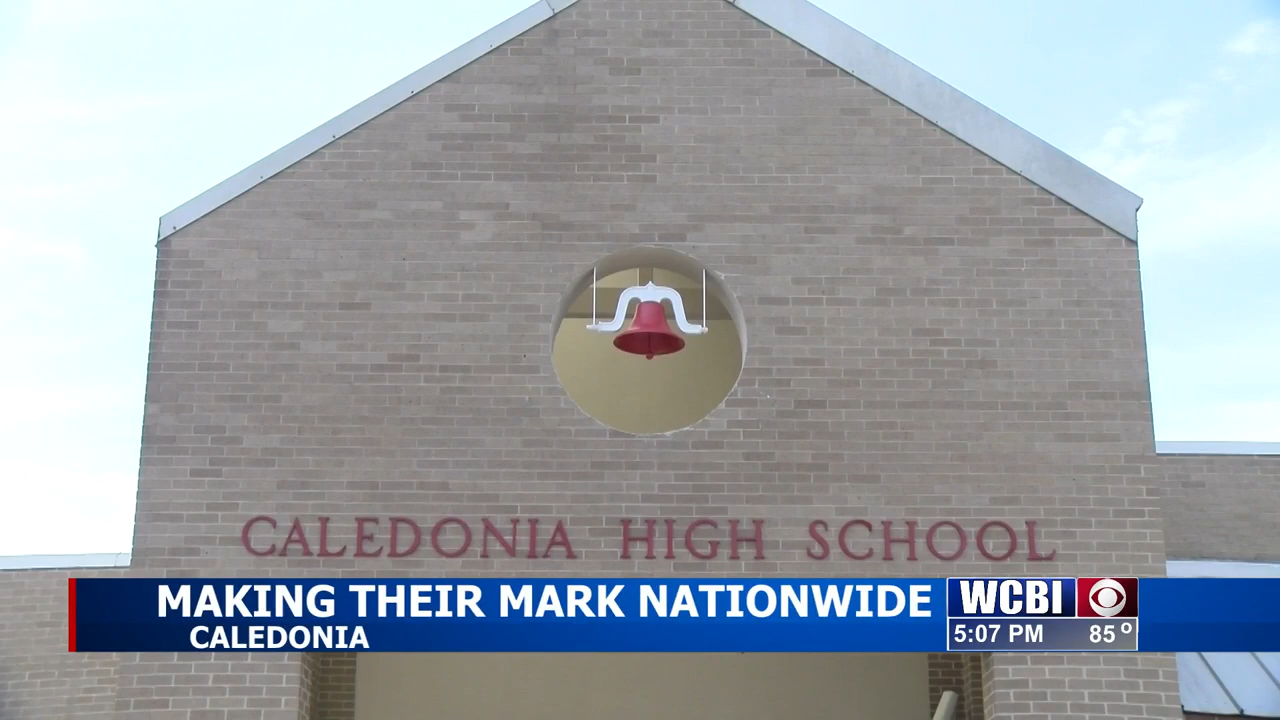 CALEDONIA HIGH SCHOOL
MAKING THEIR MARK NATIONWIDE
CALEDONIA
WCBI
5:07 PM 85°